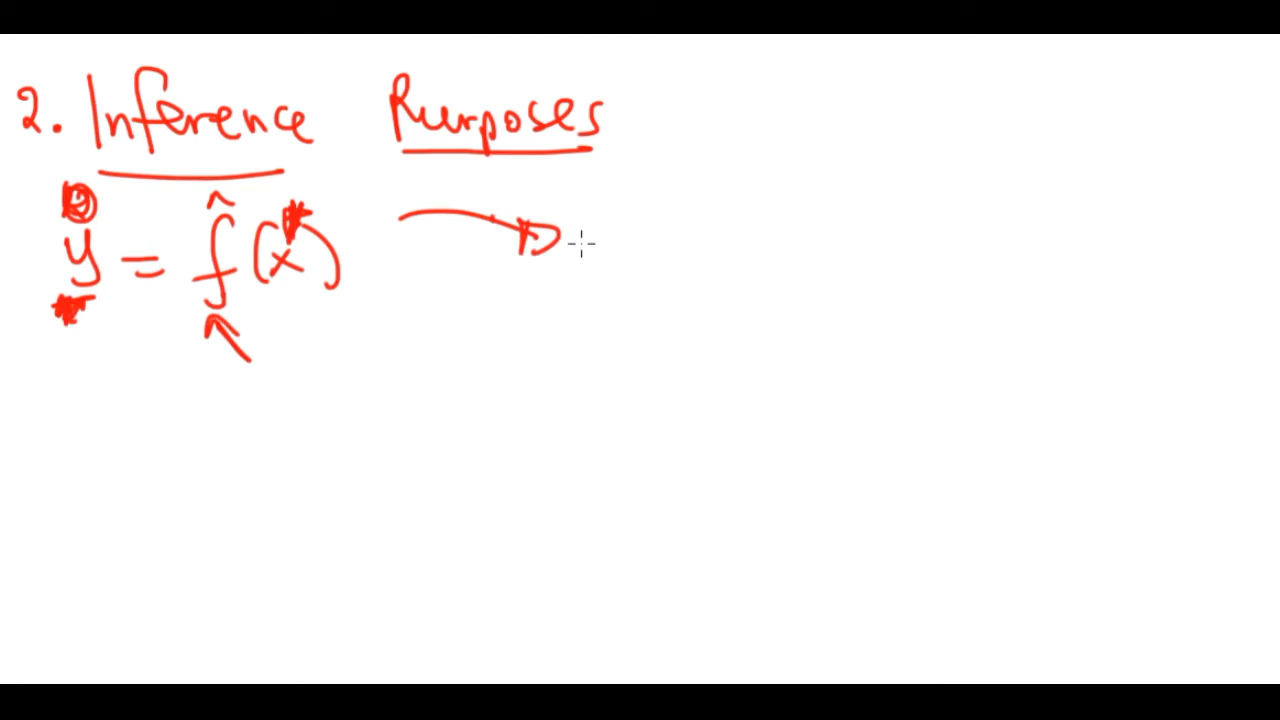 2. Inference Purposes
y = f̂(x)